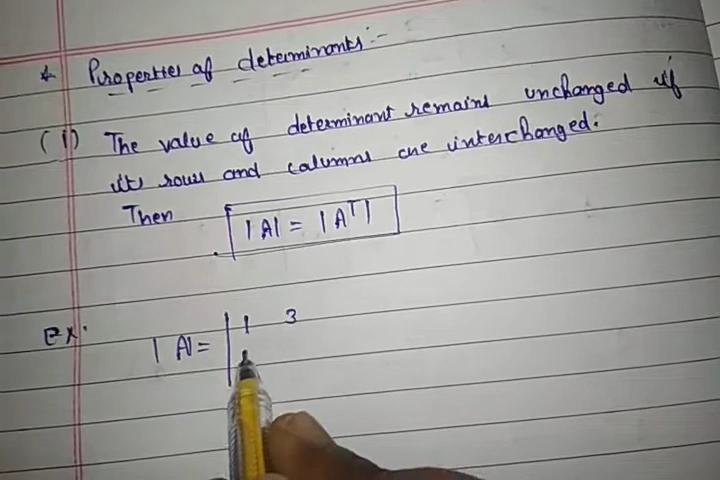 * Properties of determinants:-
(1) The value of determinant remains unchanged if
its rows and columns are interchanged.
Then |A| = |Aᵀ|
ex.
|A| = | 1 3